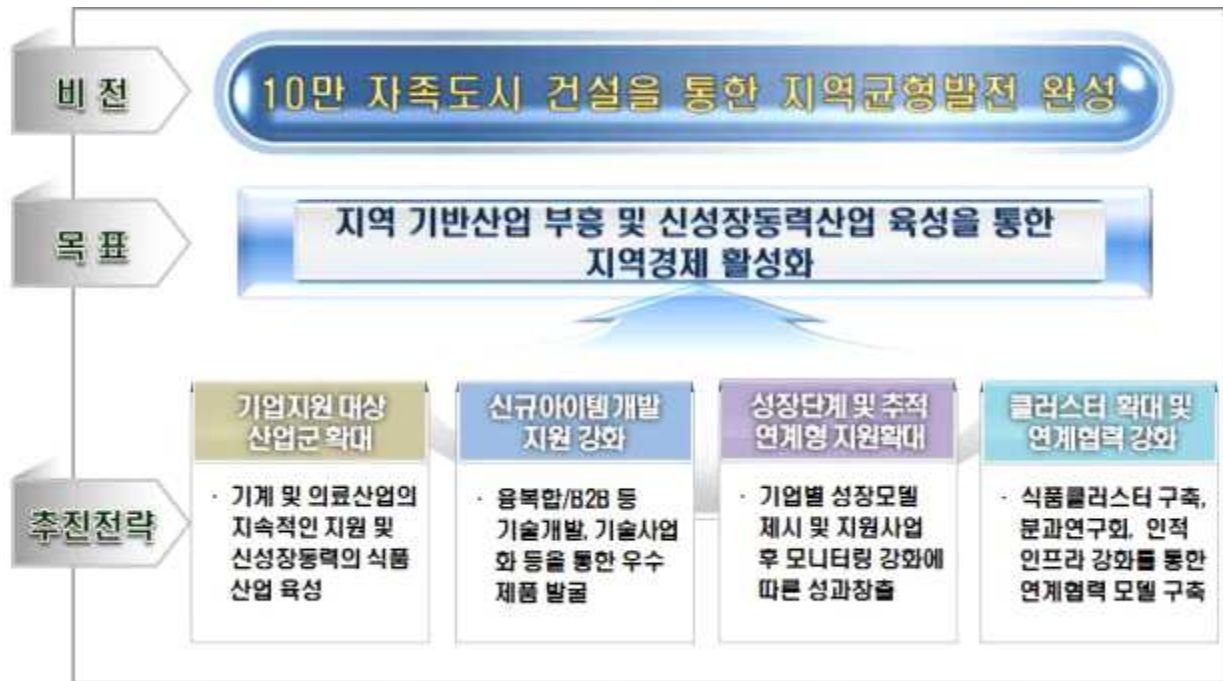 비 전
10만 자족도시 건설을 통한 지역균형발전 완성
목 표
지역 기반산업 부흥 및 신성장동력산업 육성을 통한
지역경제 활성화
추진전략
기업지원 대상
산업군 확대
· 기계 및 의료산업의
지속적인 지원 및
신성장동력의 식품
산업 육성
신규아이템개발
지원 강화
· 융복합/B2B 등
기술개발, 기술사업
화 등을 통한 우수
제품 발굴
성장단계 및 추적
연계형 지원확대
· 기업별 성장모델
제시 및 지원사업
후 모니터링 강화에
따른 성과창출
클러스터 확대 및
연계협력 강화
· 식품클러스터 구축,
분과연구회, 인적
인프라 강화를 통한
연계협력 모델 구축